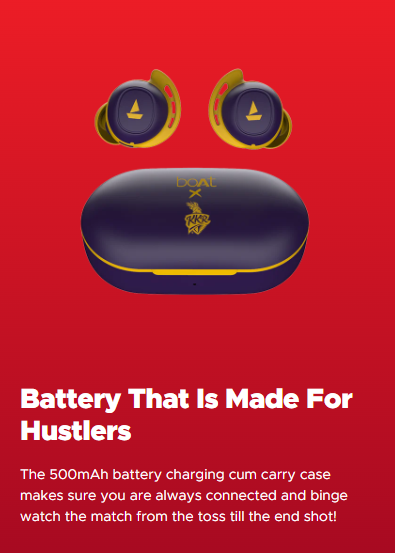 boAt
X
KKR
Battery That Is Made For
Hustlers
The 500mAh battery charging cum carry case
makes sure you are always connected and binge
watch the match from the toss till the end shot!